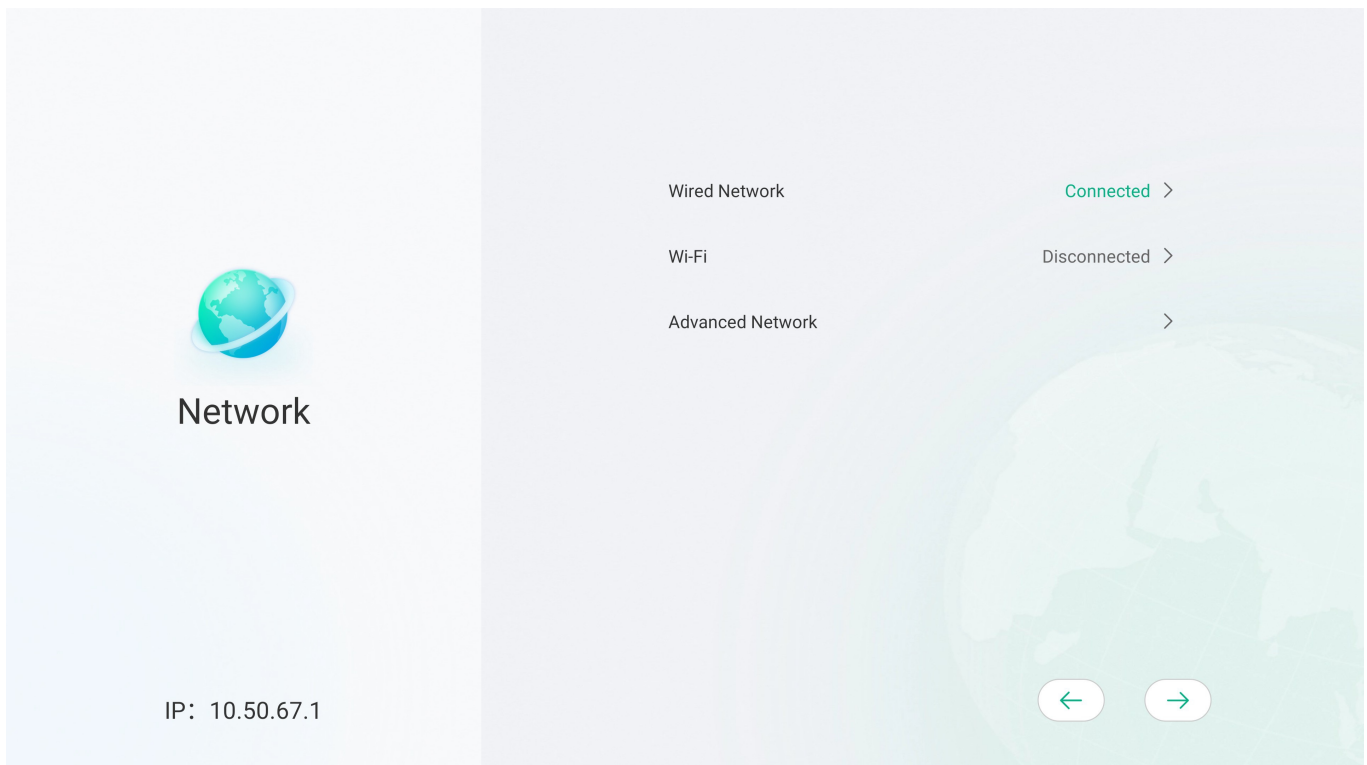 Network
IP: 10.50.67.1
Wired Network Connected
Wi-Fi Disconnected
Advanced Network